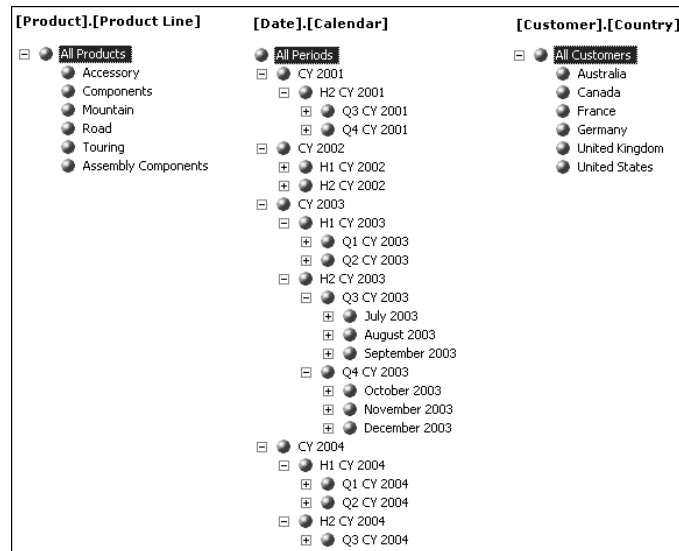 [Product].[Product Line]
All Products
Accessory
Components
Mountain
Road
Touring
Assembly Components
[Date].[Calendar]
All Periods
CY 2001
H2 CY 2001
Q3 CY 2001
Q4 CY 2001
CY 2002
H1 CY 2002
H2 CY 2002
CY 2003
H1 CY 2003
Q1 CY 2003
Q2 CY 2003
H2 CY 2003
Q3 CY 2003
July 2003
August 2003
September 2003
Q4 CY 2003
October 2003
November 2003
December 2003
CY 2004
H1 CY 2004
Q1 CY 2004
Q2 CY 2004
H2 CY 2004
Q3 CY 2004
[Customer].[Country]
All Customers
Australia
Canada
France
Germany
United Kingdom
United States